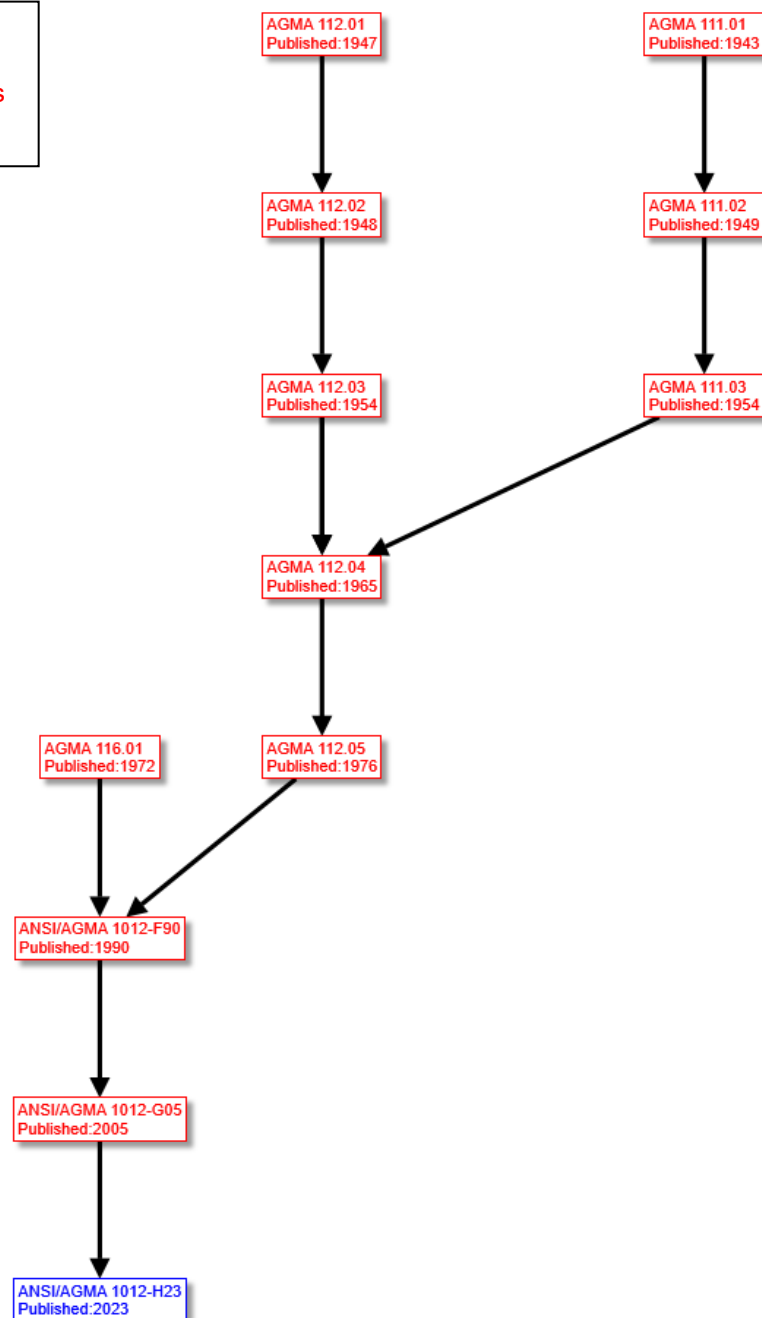 s
AGMA 112.01
Published:1947
AGMA 111.01
Published:1943
AGMA 112.02
Published:1948
AGMA 111.02
Published:1949
AGMA 112.03
Published:1954
AGMA 111.03
Published:1954
AGMA 112.04
Published:1965
AGMA 116.01
Published:1972
AGMA 112.05
Published:1976
ANSI/AGMA 1012-F90
Published:1990
ANSI/AGMA 1012-G05
Published:2005
ANSI/AGMA 1012-H23
Published:2023